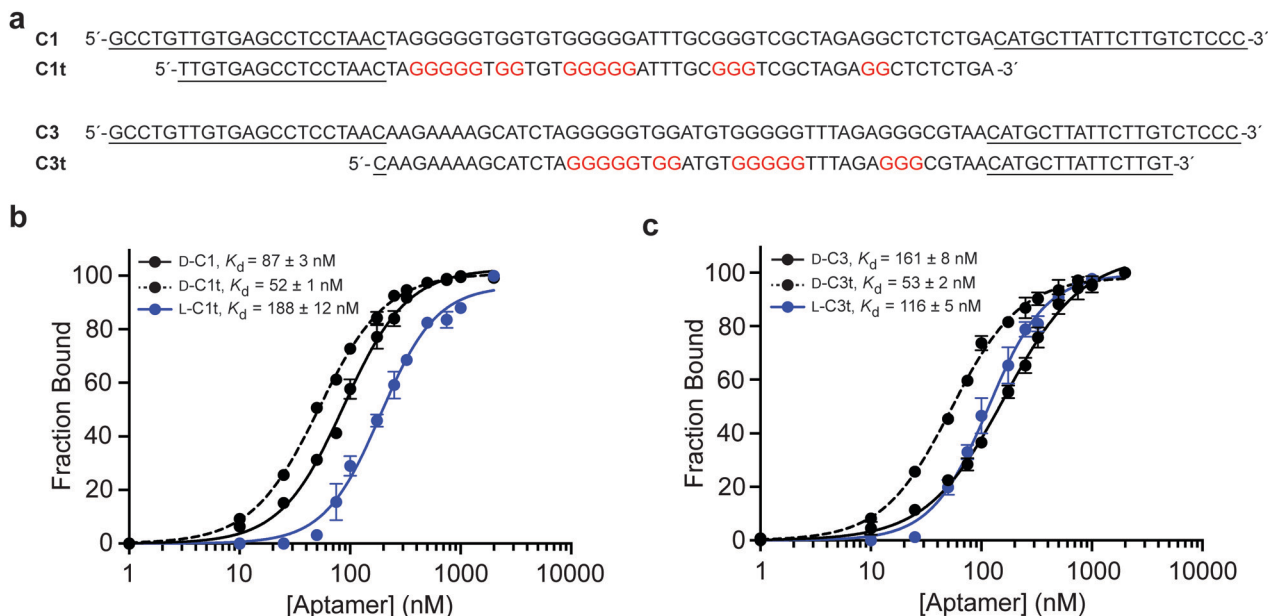 a
C1 5´-GCCTGTTGTGAGCCTCCTAACTAGGGGGTGGTGTGGGGGATTTGCGGGTCGCTAGAGGCTCTCTGACATGCTTATTCTTGTCTCCC-3´
C1t 5´-TTGTGAGCCTCCTAACTAGGGGGTGGTGTGGGGGATTTGCGGGTCGCTAGAGGCTCTCTGA-3´
C3 5´-GCCTGTTGTGAGCCTCCTAACAAGAAAAGCATCTAGGGGGTGGATGTGGGGGTTTAGAGGGCGTAACATGCTTATTCTTGTCTCCC-3´
C3t 5´-CAAGAAAAGCATCTAGGGGGTGGATGTGGGGGTTTAGAGGGCGTAACATGCTTATTCTTGT-3´
b
D-C1, Kd = 87 ± 3 nM
D-C1t, Kd = 52 ± 1 nM
L-C1t, Kd = 188 ± 12 nM
Fraction Bound
100
80
60
40
20
0
1 10 100 1000 10000
[Aptamer] (nM)
c
D-C3, Kd = 161 ± 8 nM
D-C3t, Kd = 53 ± 2 nM
L-C3t, Kd = 116 ± 5 nM
Fraction Bound
100
80
60
40
20
0
1 10 100 1000 10000
[Aptamer] (nM)